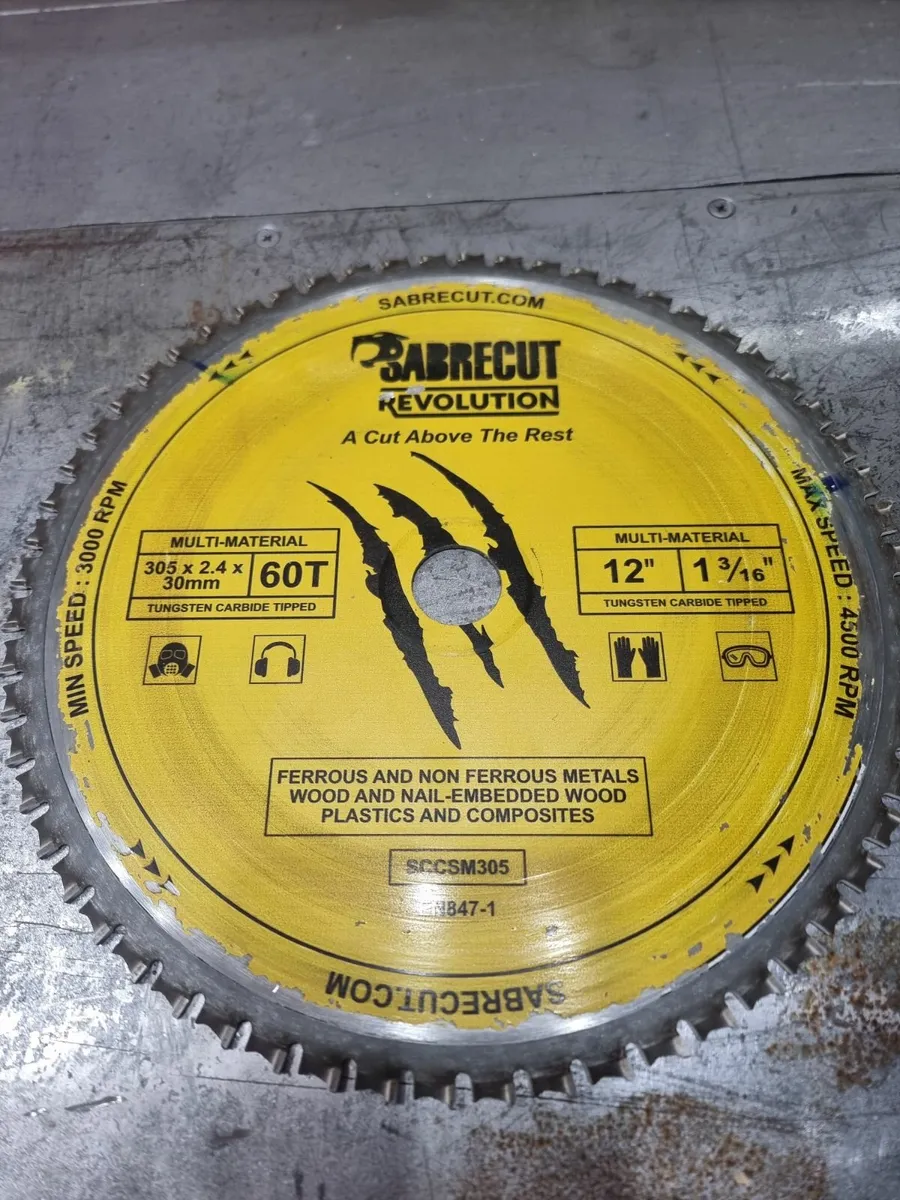 SABRECUT.COM
SABRECUT
REVOLUTION
A Cut Above The Rest
MIN SPEED : 3000 RPM
MAX SPEED : 4500 RPM
MULTI-MATERIAL
305 x 2.4 x
30mm
60T
TUNGSTEN CARBIDE TIPPED
MULTI-MATERIAL
12"
1 3/16"
TUNGSTEN CARBIDE TIPPED
FERROUS AND NON FERROUS METALS
WOOD AND NAIL-EMBEDDED WOOD
PLASTICS AND COMPOSITES
SCCSM305
N847-1
SABRECUT.COM